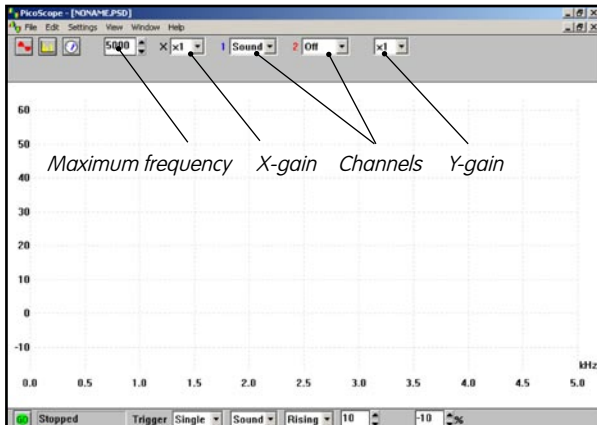 PicoScope - [NONAME.PSD]
File Edit Settings View Window Help
5000 X x1 1 Sound 2 Off x1
60
50
Maximum frequency X-gain Channels Y-gain
40
30
20
10
0
-10
kHz
0.0 0.5 1.0 1.5 2.0 2.5 3.0 3.5 4.0 4.5 5.0
GO Stopped Trigger Single Sound Rising 10 -10 %